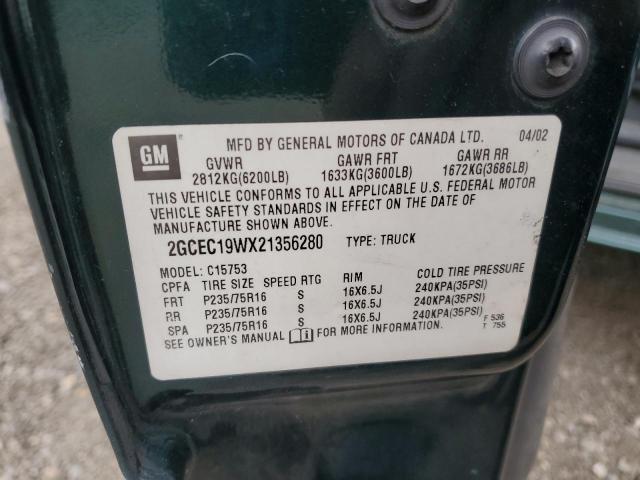 GM
MFD BY GENERAL MOTORS OF CANADA LTD. 04/02
GVWR GAWR FRT GAWR RR
2812KG(6200LB) 1633KG(3600LB) 1672KG(3686LB)
THIS VEHICLE CONFORMS TO ALL APPLICABLE U.S. FEDERAL MOTOR
VEHICLE SAFETY STANDARDS IN EFFECT ON THE DATE OF
MANUFACTURE SHOWN ABOVE.
2GCEC19WX21356280 TYPE: TRUCK
MODEL: C15753
CPFA TIRE SIZE SPEED RTG RIM COLD TIRE PRESSURE
FRT P235/75R16 S 16X6.5J 240KPA(35PSI)
RR P235/75R16 S 16X6.5J 240KPA(35PSI)
SPA P235/75R16 S 16X6.5J 240KPA(35PSI)
SEE OWNER'S MANUAL FOR MORE INFORMATION.
F 536
T 755